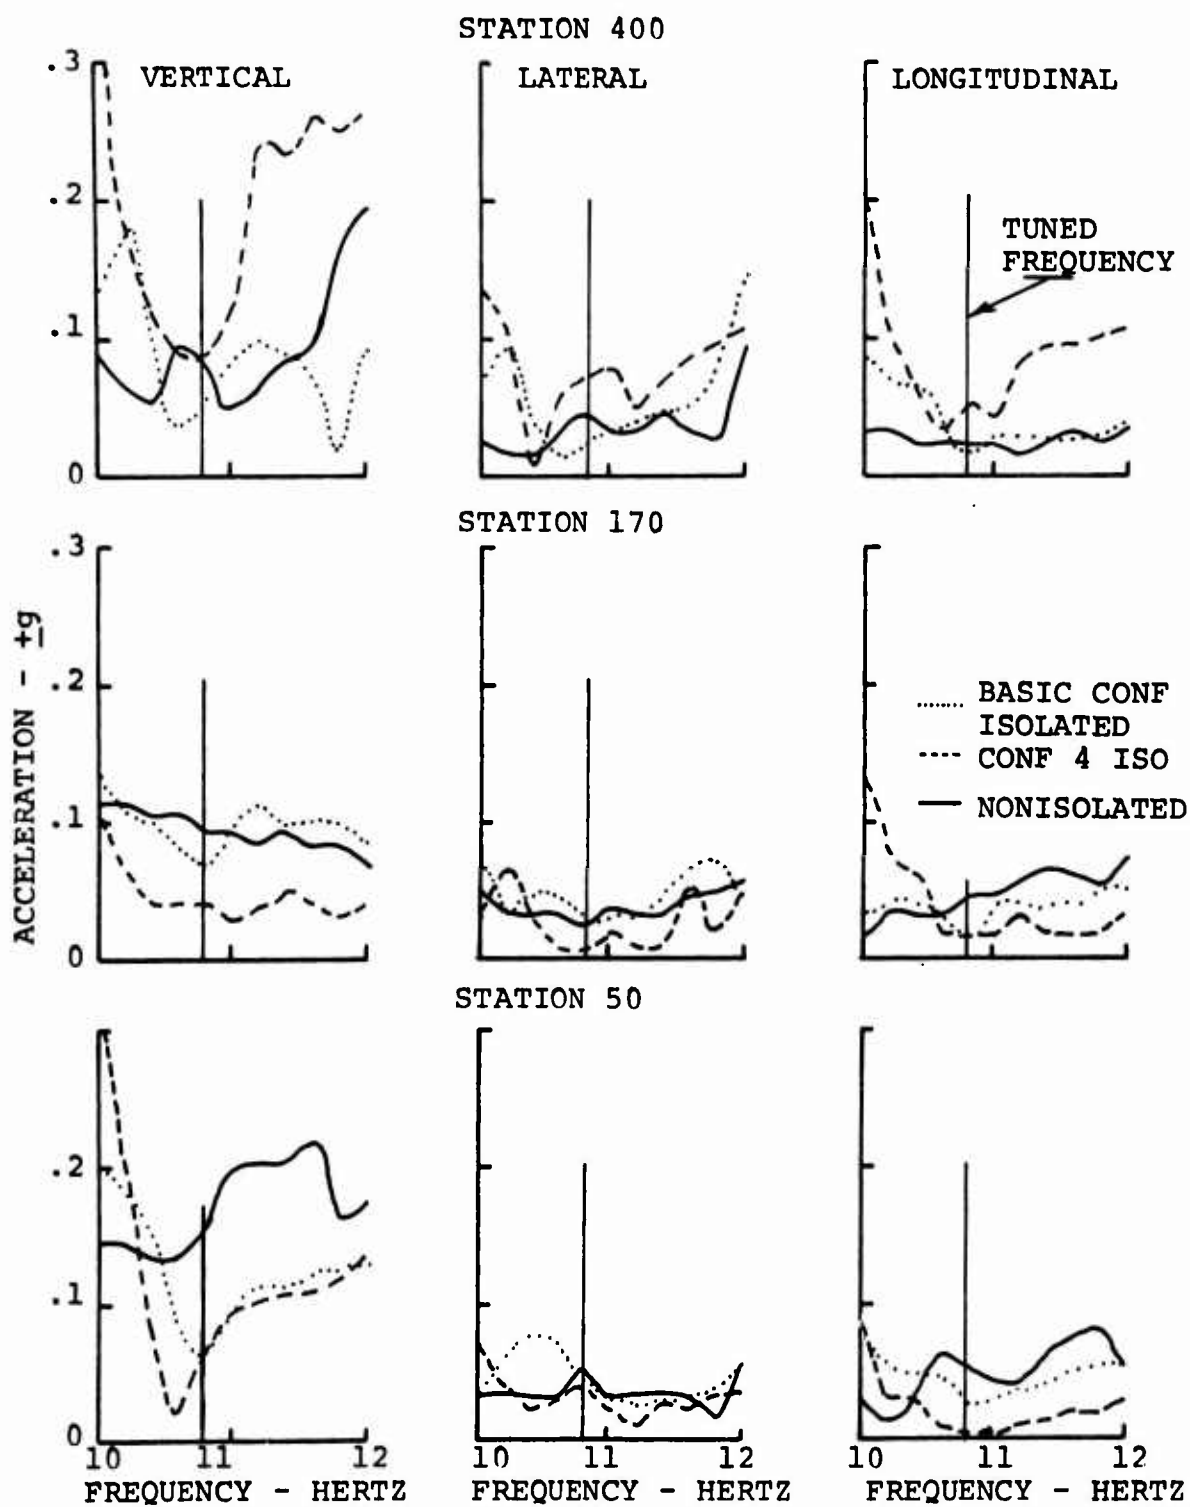 STATION 400
.3
VERTICAL
LATERAL
LONGITUDINAL
.2
TUNED
FREQUENCY
.1
0
STATION 170
.3
ACCELERATION - ±g
.2
BASIC CONF
ISOLATED
CONF 4 ISO
NONISOLATED
.1
0
STATION 50
.2
.1
0
10 11 12
10 11 12
10 11 12
FREQUENCY - HERTZ
FREQUENCY - HERTZ
FREQUENCY - HERTZ